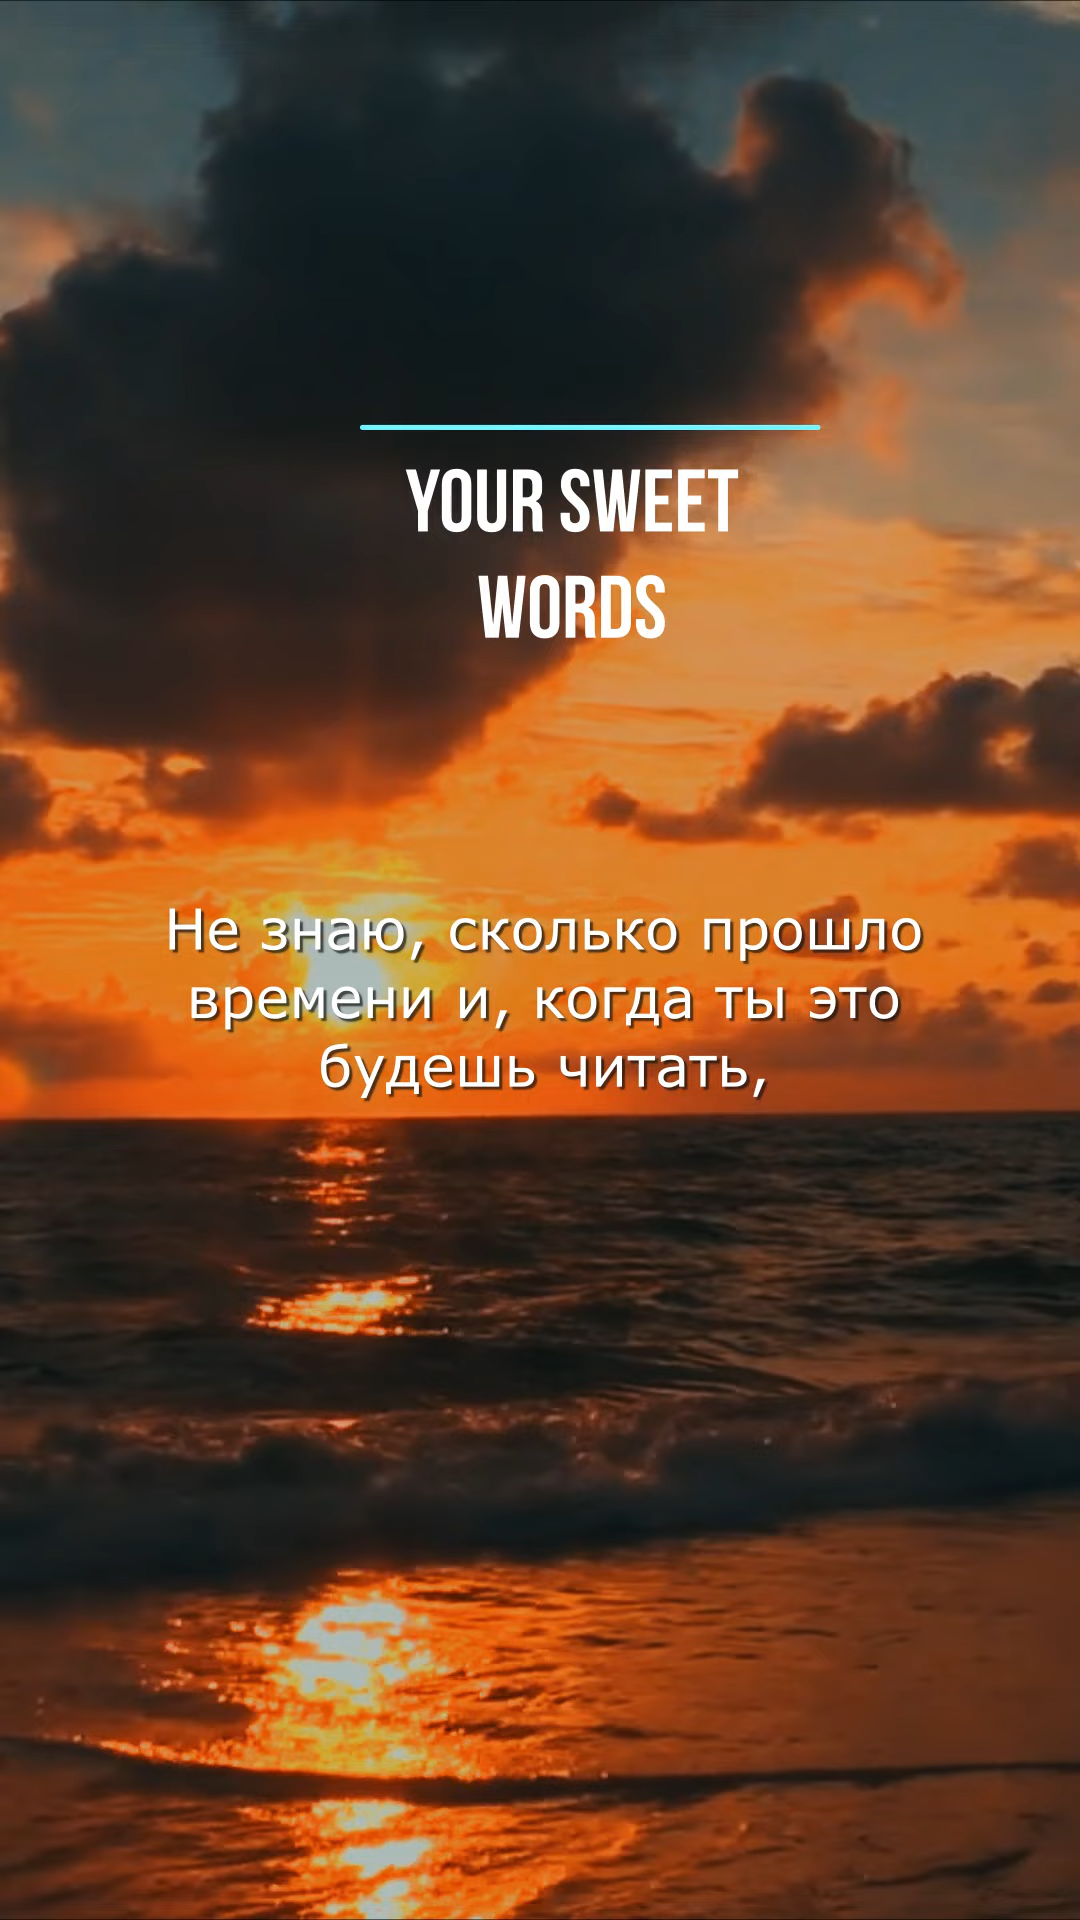 YOUR SWEET
WORDS
Не знаю, сколько прошло
времени и, когда ты это
будешь читать,